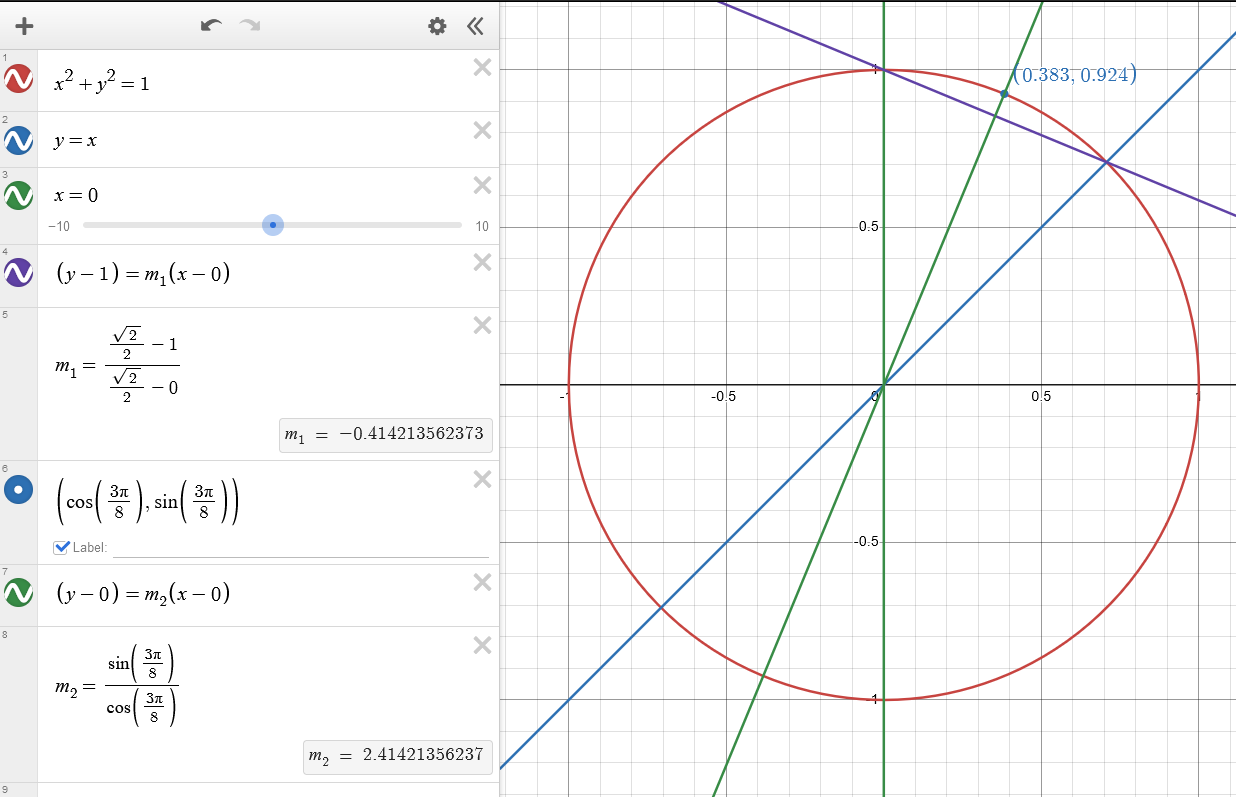 1
x² + y² = 1
2
y = x
3
x = 0
−10 10
4
(y − 1) = m₁(x − 0)
5
m₁ = (√2/2 − 1)/(√2/2 − 0)
m₁ = −0.414213562373
6
(cos(3π/8), sin(3π/8))
Label:
7
(y − 0) = m₂(x − 0)
8
m₂ = sin(3π/8)/cos(3π/8)
m₂ = 2.41421356237
9
1
(0.383, 0.924)
0.5
-1 -0.5 0 0.5 1
-0.5
-1